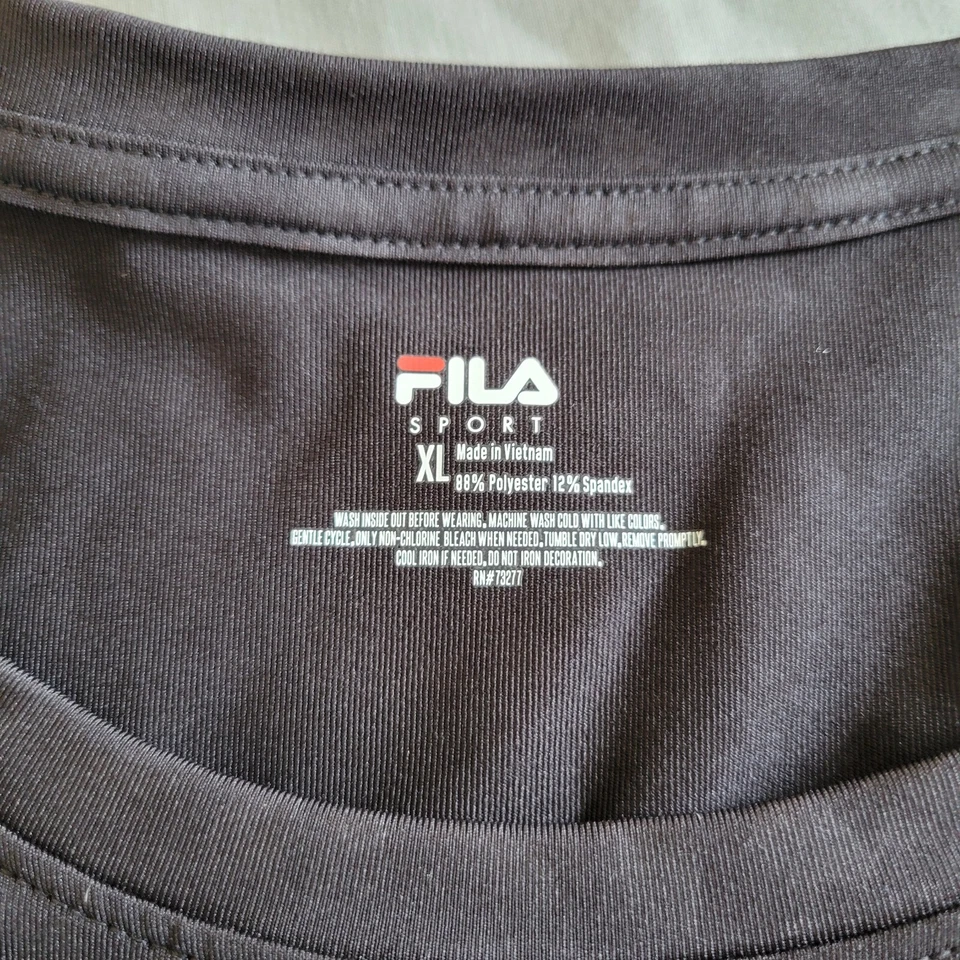 FILA
SPORT
XL Made in Vietnam
88% Polyester 12% Spandex
WASH INSIDE OUT BEFORE WEARING. MACHINE WASH COLD WITH LIKE COLORS.
GENTLE CYCLE. ONLY NON-CHLORINE BLEACH WHEN NEEDED. TUMBLE DRY LOW. REMOVE PROMPTLY.
COOL IRON IF NEEDED. DO NOT IRON DECORATION.
RN# 73277